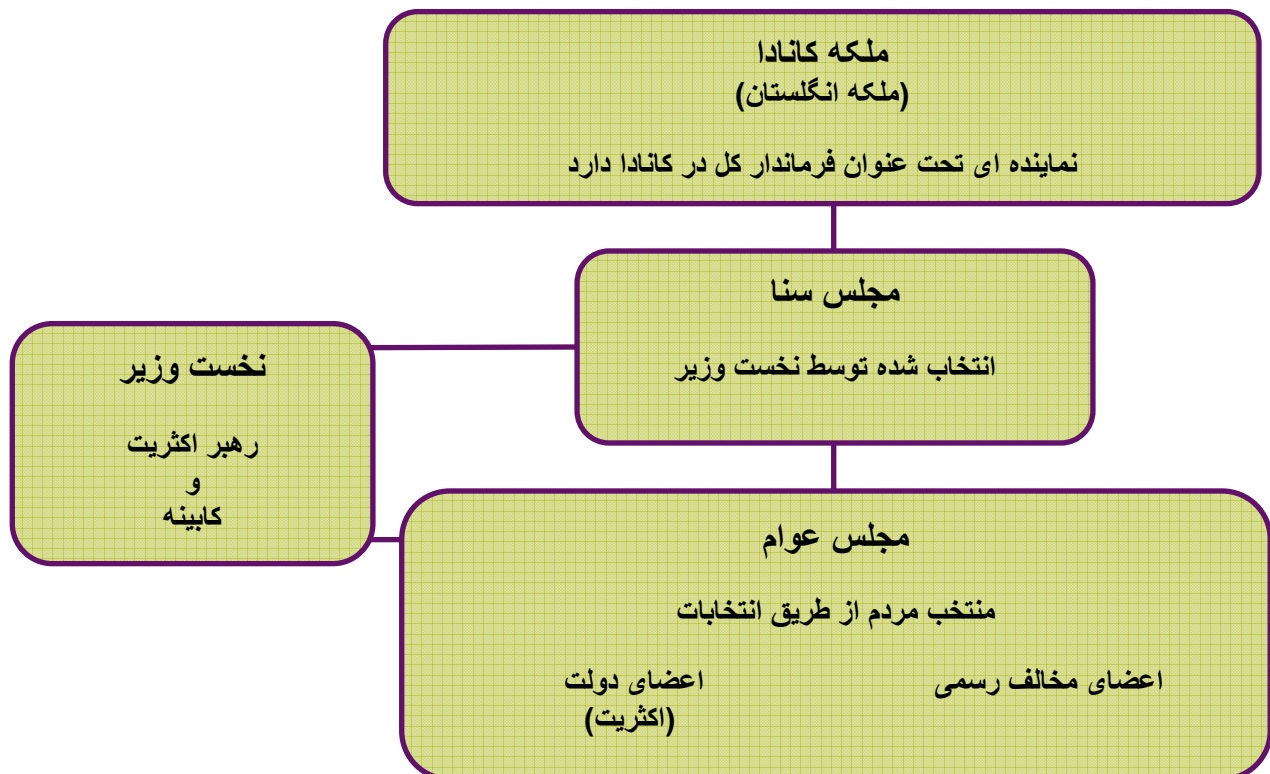 ملکه کانادا
(ملکه انگلستان)
نماینده ای تحت عنوان فرماندار کل در کانادا دارد
مجلس سنا
انتخاب شده توسط نخست وزیر
نخست وزیر
رهبر اکثریت
و
کابینه
مجلس عوام
منتخب مردم از طریق انتخابات
اعضای مخالف رسمی
اعضای دولت
(اکثریت)